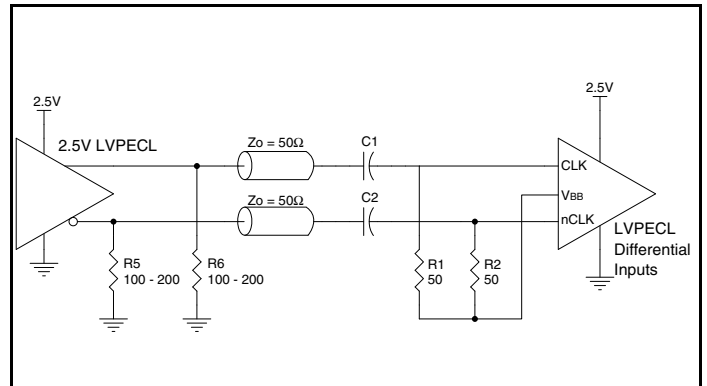 2.5V
2.5V
2.5V LVPECL
Zo = 50Ω
C1
CLK
VBB
Zo = 50Ω
C2
nCLK
LVPECL
Differential
Inputs
R5
100 - 200
R6
100 - 200
R1
50
R2
50